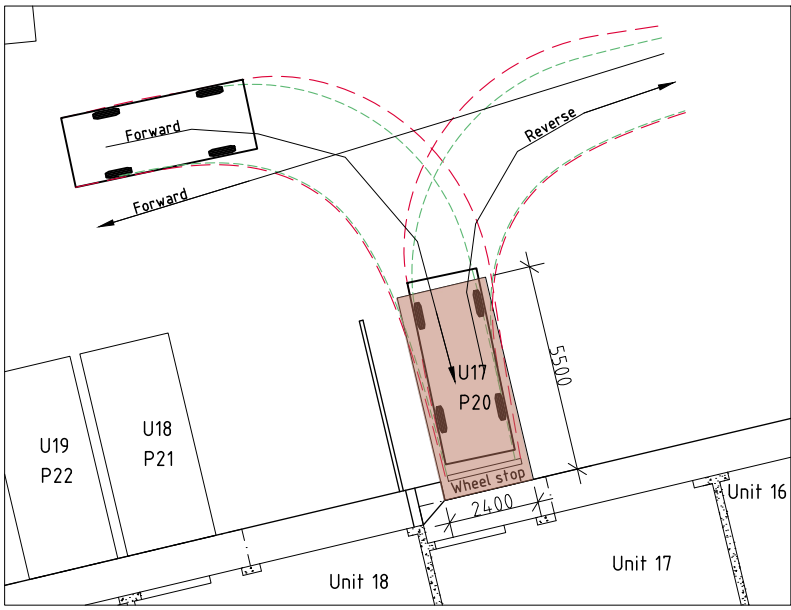 Forward
Reverse
Forward
5500
U17
P20
U18
P21
U19
P22
Wheel stop
2400
Unit 16
Unit 17
Unit 18